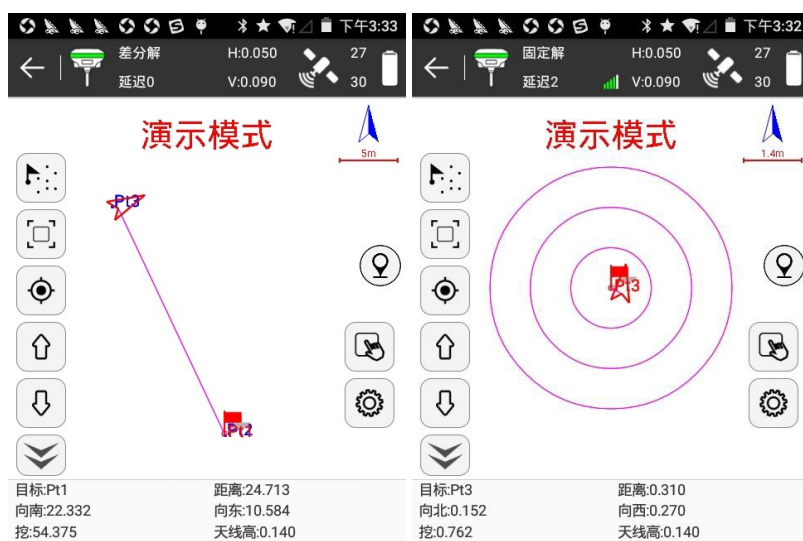 下午3:33
差分解 H:0.050 27
延迟0 V:0.090 30
演示模式
5m
Pt3
目标:Pt1 距离:24.713
向南:22.332 向东:10.584
挖:54.375 天线高:0.140
下午3:32
固定解 H:0.050 27
延迟2 V:0.090 30
演示模式
1.4m
Pt3
目标:Pt3 距离:0.310
向北:0.152 向西:0.270
挖:0.762 天线高:0.140